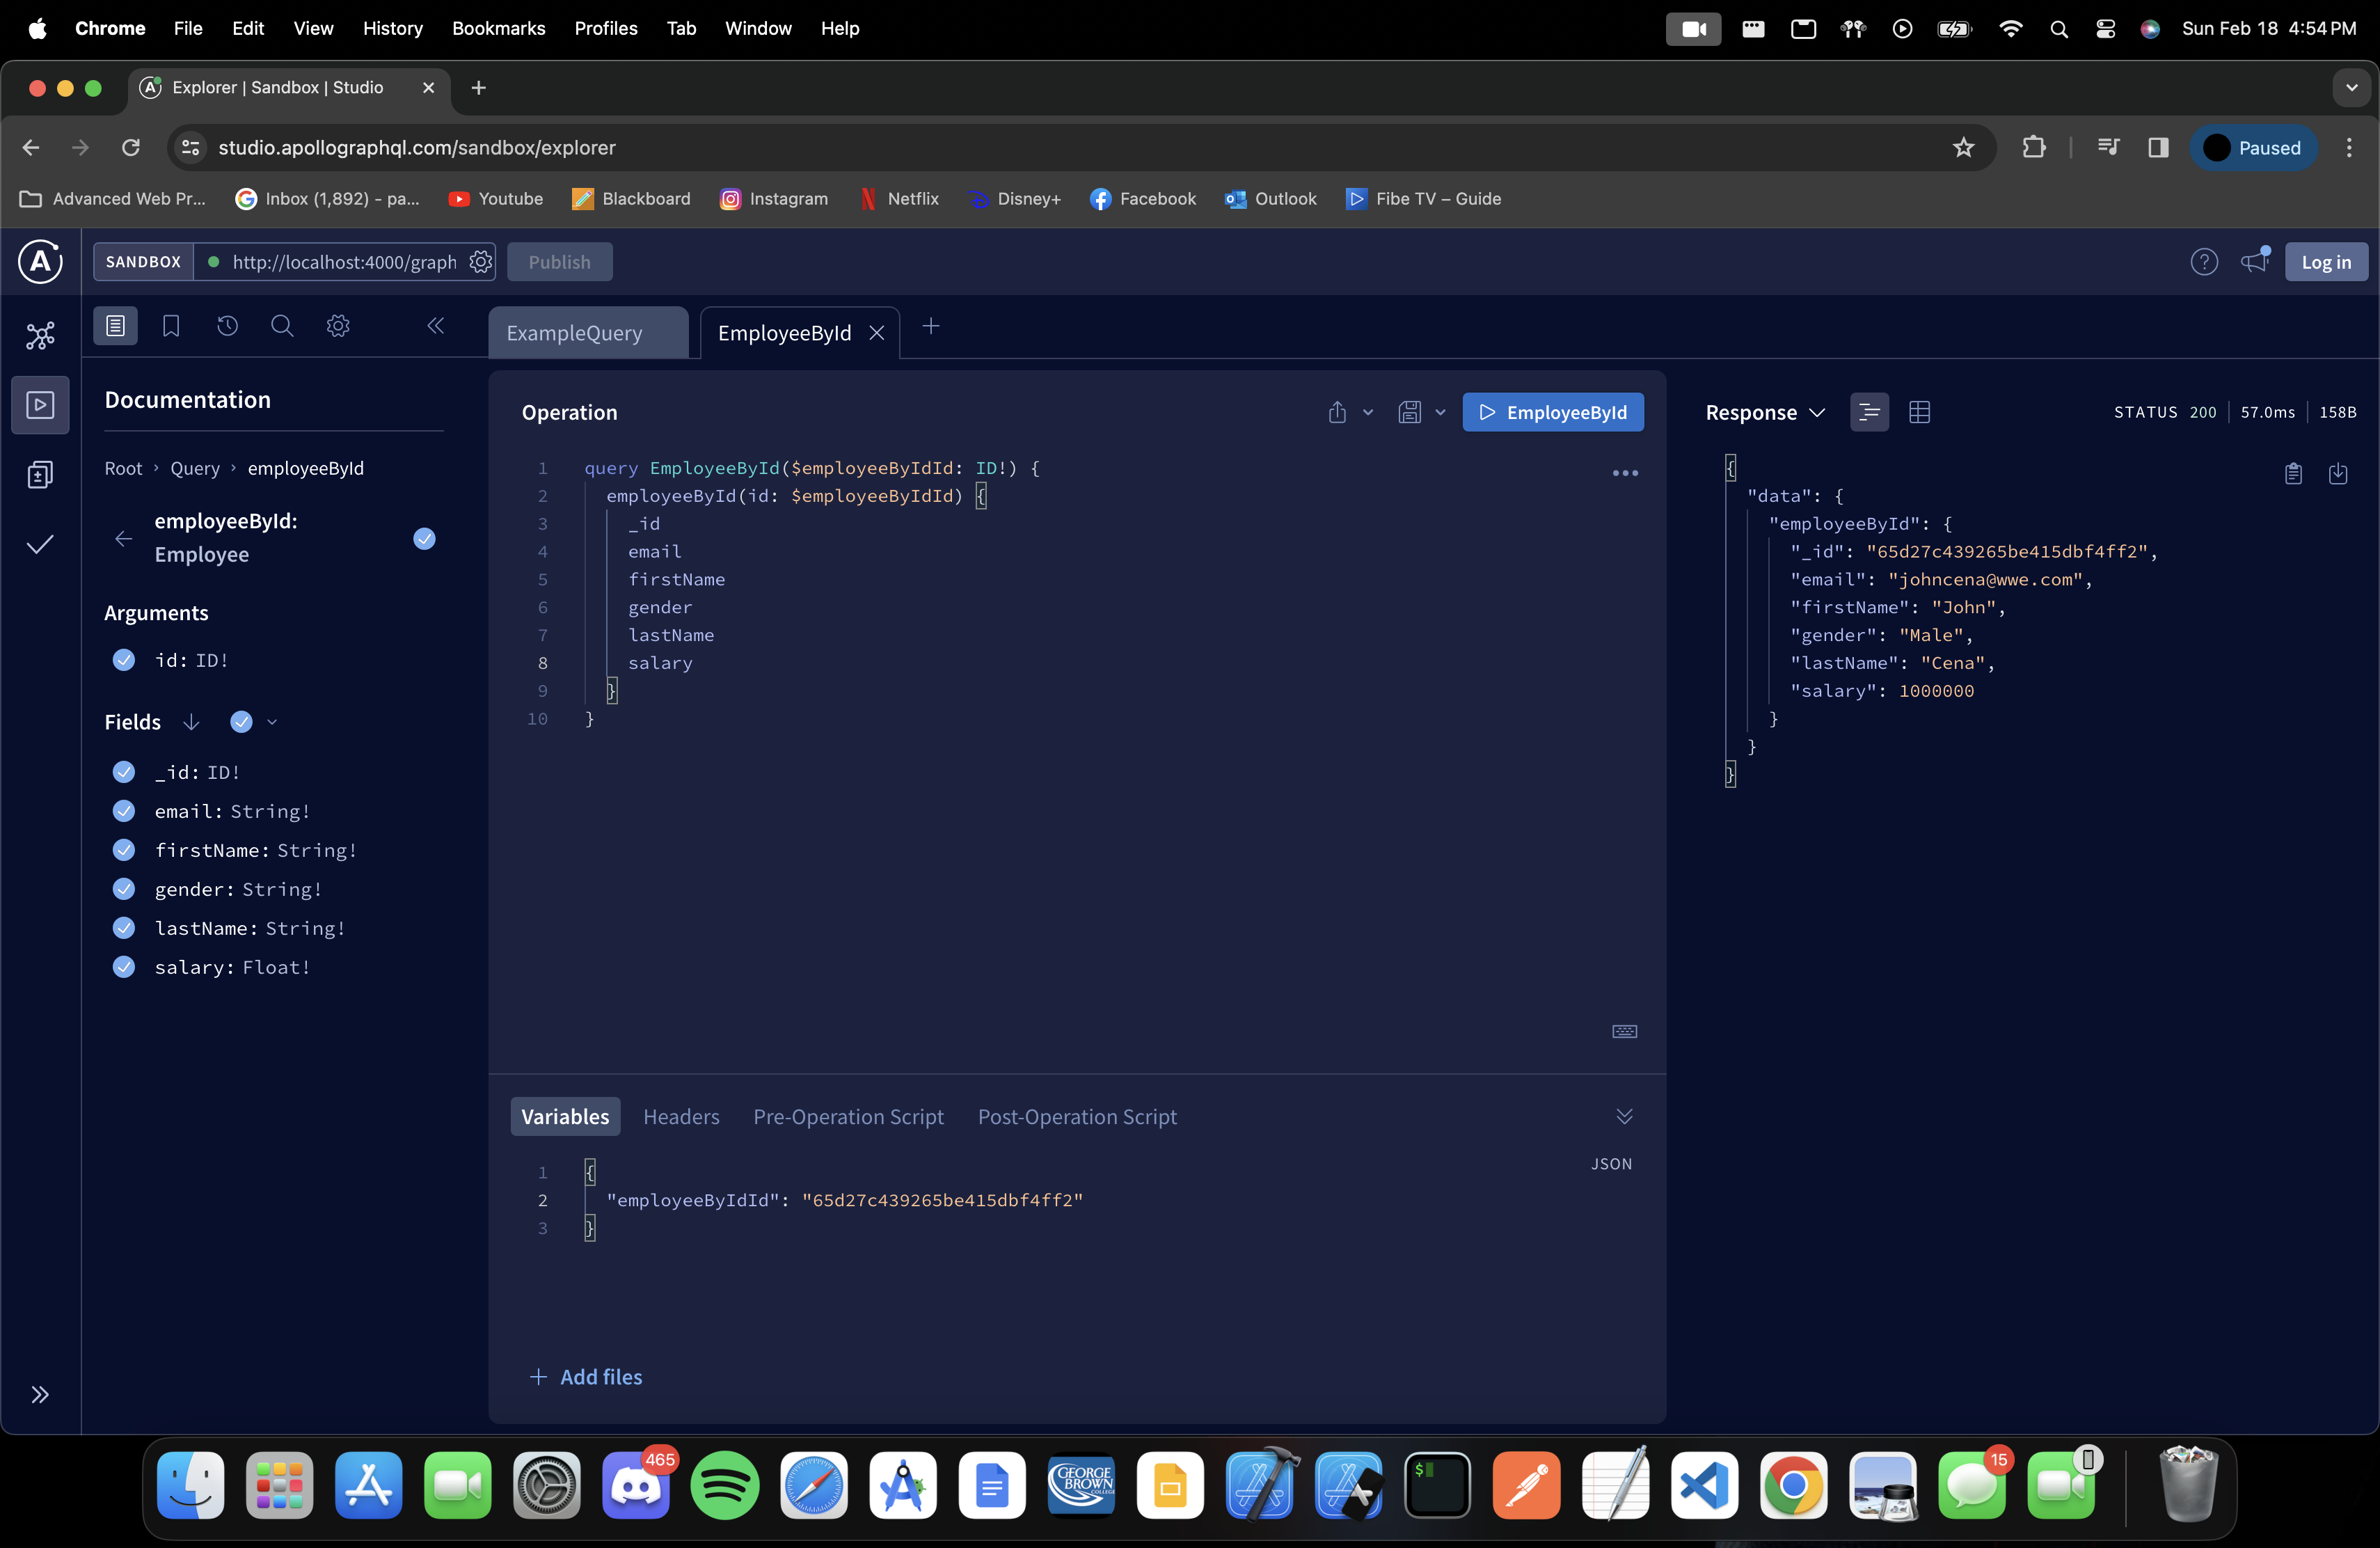 Chrome File Edit View History Bookmarks Profiles Tab Window Help Sun Feb 18 4:54 PM
Explorer | Sandbox | Studio
studio.apollographql.com/sandbox/explorer Paused
Advanced Web Pr... Inbox (1,892) - pa... Youtube Blackboard Instagram Netflix Disney+ Facebook Outlook Fibe TV – Guide
SANDBOX http://localhost:4000/graph Publish Log in
ExampleQuery EmployeeById
Documentation
Root › Query › employeeById
employeeById:
Employee
Arguments
id: ID!
Fields
_id: ID!
email: String!
firstName: String!
gender: String!
lastName: String!
salary: Float!
Operation EmployeeById
1 query EmployeeById($employeeByIdId: ID!) {
2 employeeById(id: $employeeByIdId) {
3 _id
4 email
5 firstName
6 gender
7 lastName
8 salary
9 }
10 }
Variables Headers Pre-Operation Script Post-Operation Script
JSON
1 {
2 "employeeByIdId": "65d27c439265be415dbf4ff2"
3 }
+ Add files
Response STATUS 200 57.0ms 158B
{
"data": {
"employeeById": {
"_id": "65d27c439265be415dbf4ff2",
"email": "johncena@wwe.com",
"firstName": "John",
"gender": "Male",
"lastName": "Cena",
"salary": 1000000
}
}
}
465
GEORGE
BROWN
COLLEGE
$
15